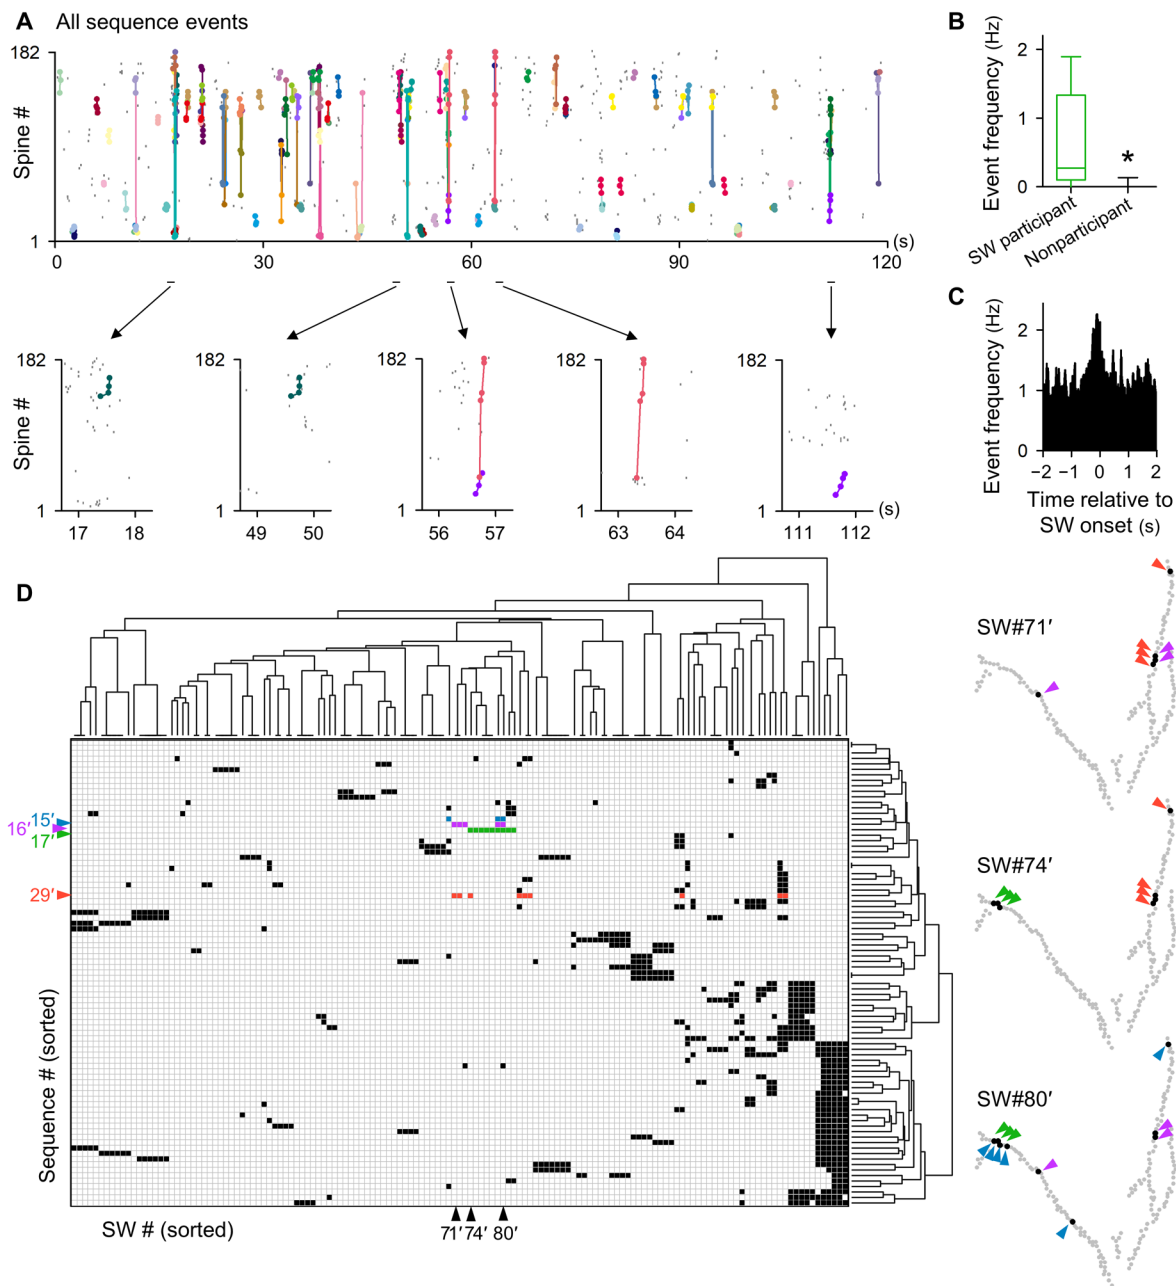 A All sequence events
182
Spine #
1
0 30 60 90 120 (s)
182 182 182 182 182
Spine #
1 1 1 1 1 (s)
17 18 49 50 56 57 63 64 111 112
B
Event frequency (Hz)
2
1
0
*
SW participant
Nonparticipant
C
Event frequency (Hz)
2
1
0
−2 −1 0 1 2
Time relative to
SW onset (s)
D
15′
16′
17′
29′
Sequence # (sorted)
SW # (sorted)
71′ 74′ 80′
SW#71′
SW#74′
SW#80′